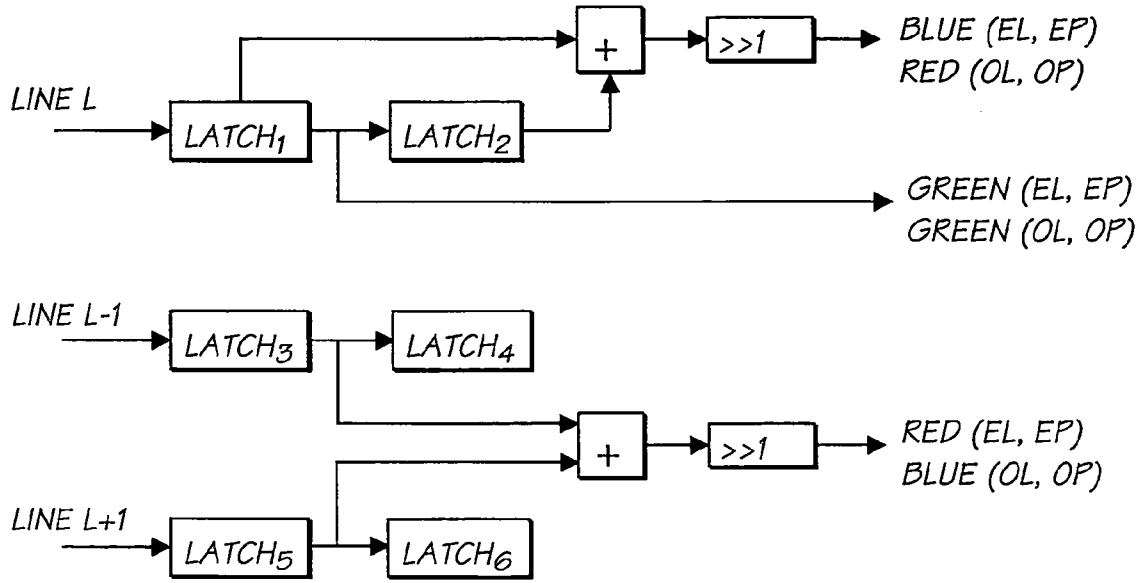 LINE L
LATCH₁
LATCH₂
+
>>1
BLUE (EL, EP)
RED (OL, OP)
GREEN (EL, EP)
GREEN (OL, OP)
LINE L-1
LATCH₃
LATCH₄
+
>>1
RED (EL, EP)
BLUE (OL, OP)
LINE L+1
LATCH₅
LATCH₆